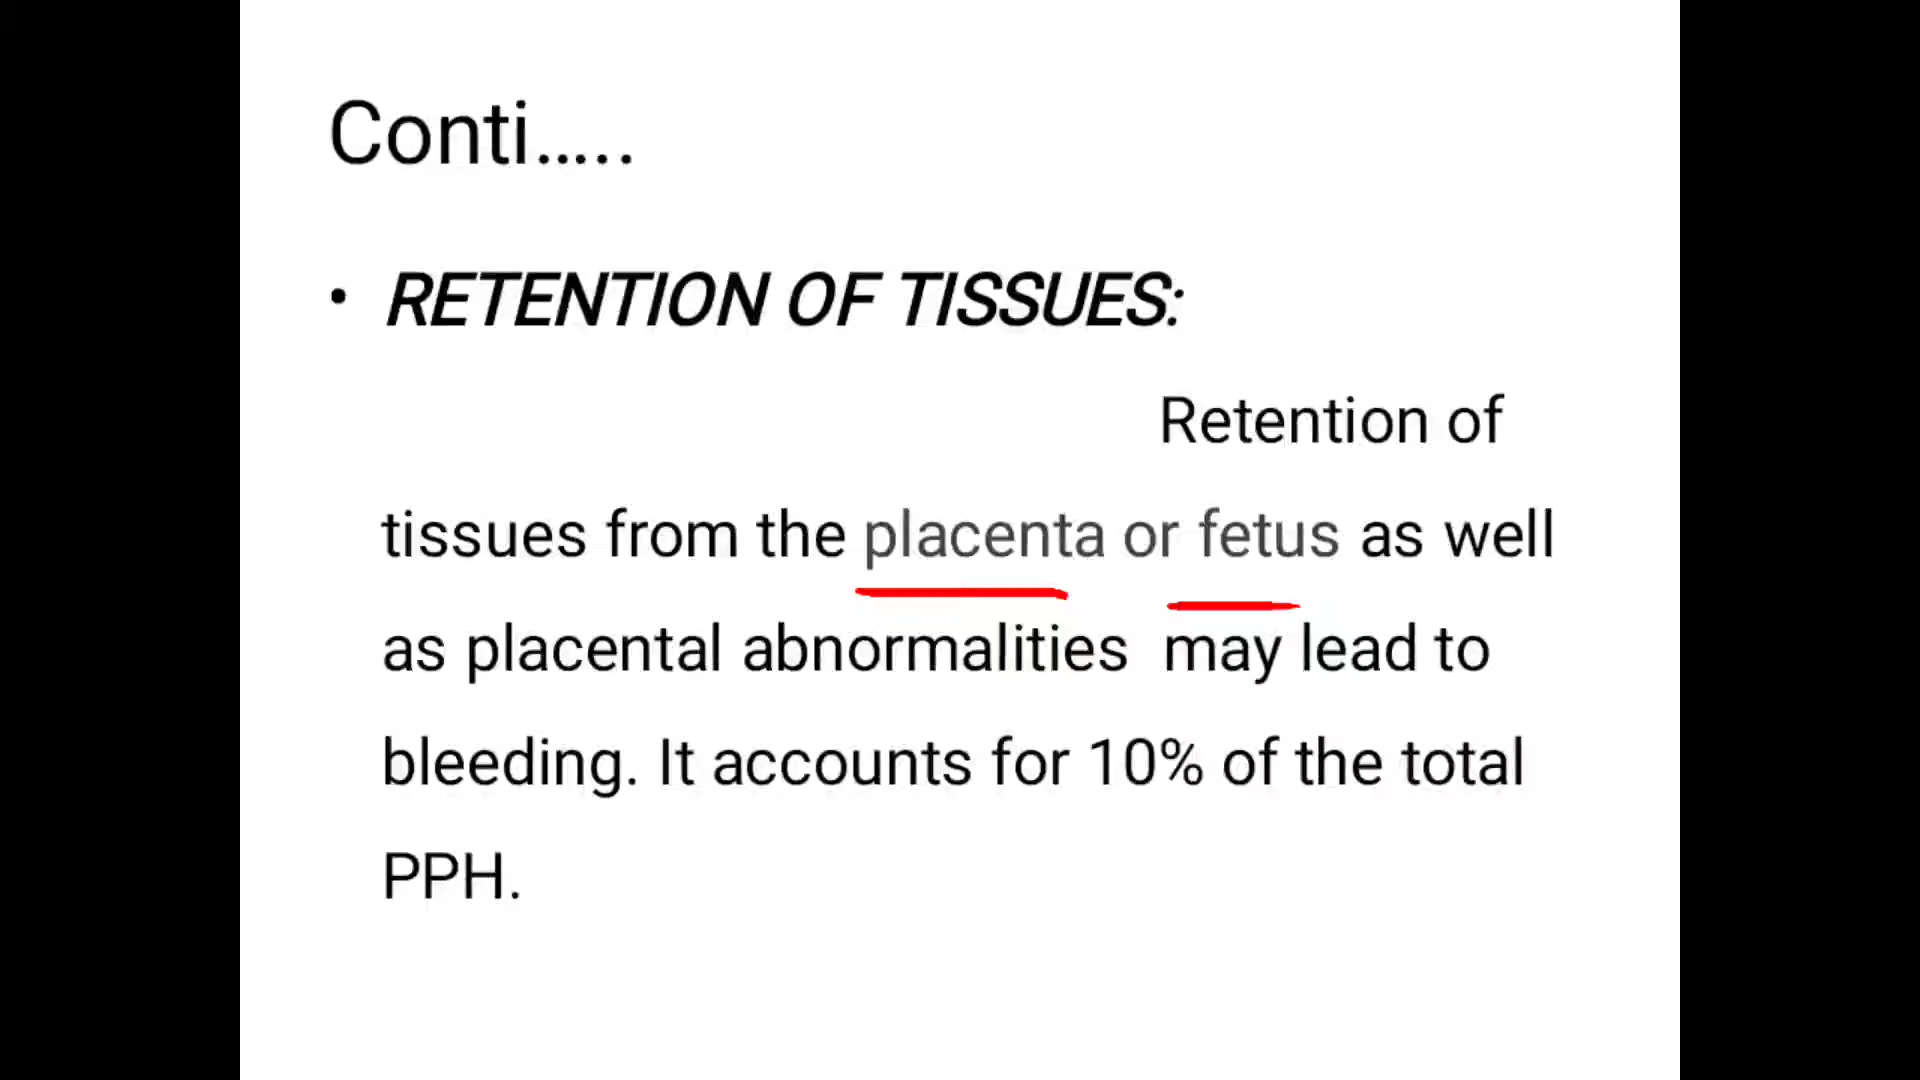 Conti.....
• RETENTION OF TISSUES:
Retention of
tissues from the placenta or fetus as well
as placental abnormalities may lead to
bleeding. It accounts for 10% of the total
PPH.